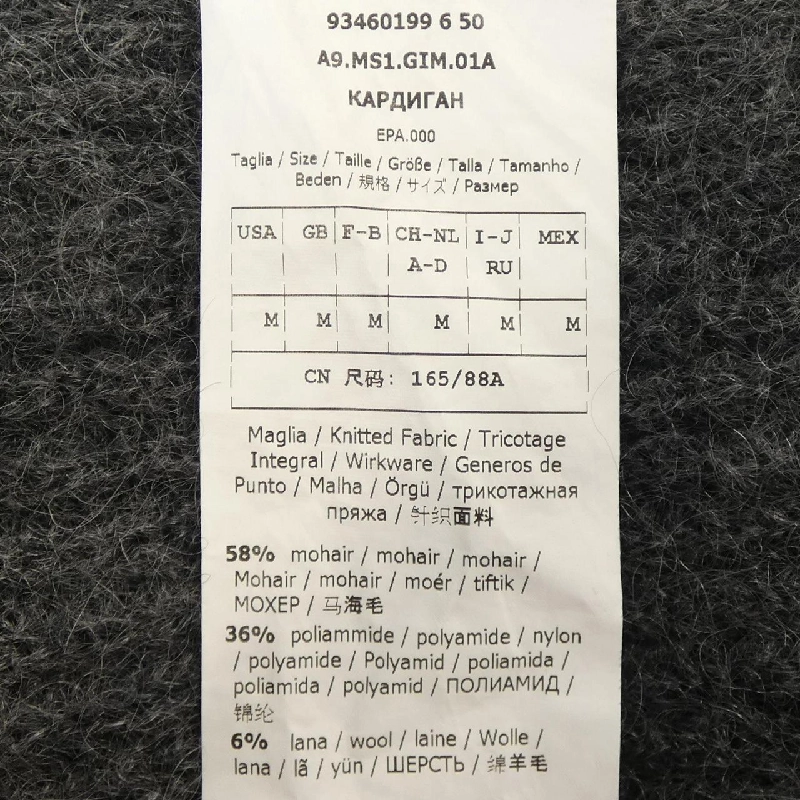 93460199 6 50
A9.MS1.GIM.01A
КАРДИГАН
EPA.000
Taglia / Size / Taille / Größe / Talla / Tamanho /
Beden / 規格 / サイズ / Размер
USA GB F-B CH-NL I-J MEX
A-D RU
M M M M M M
CN 尺码: 165/88A
Maglia / Knitted Fabric / Tricotage
Integral / Wirkware / Generos de
Punto / Malha / Örgü / трикотажная
пряжа / 针织面料
58% mohair / mohair / mohair /
Mohair / mohair / moér / tiftik /
МОХЕР / 马海毛
36% poliammide / polyamide / nylon
/ polyamide / Polyamid / poliamida /
poliamida / polyamid / ПОЛИАМИД /
锦纶
6% lana / wool / laine / Wolle /
lana / lã / yün / ШЕРСТЬ / 绵羊毛